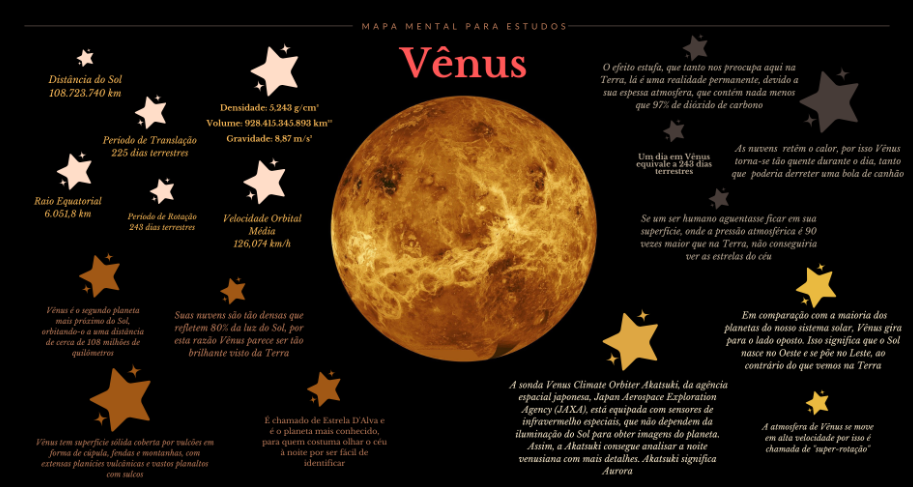 MAPA MENTAL PARA ESTUDOS
Vênus
Distância do Sol
108.723.740 km
Período de Translação
225 dias terrestres
Raio Equatorial
6.051,8 km
Período de Rotação
243 dias terrestres
Densidade: 5,243 g/cm³
Volume: 928.415.345.893 km³³
Gravidade: 8,87 m/s²
Velocidade Orbital
Média
126,074 km/h
Vênus é o segundo planeta
mais próximo do Sol,
orbitando-o a uma distância
de cerca de 108 milhões de
quilômetros
Suas nuvens são tão densas que
refletem 80% da luz do Sol, por
esta razão Vênus parece ser tão
brilhante visto da Terra
Vênus tem superfície sólida coberta por vulcões em
forma de cúpula, fendas e montanhas, com
extensas planícies vulcânicas e vastos planaltos
com sulcos
É chamado de Estrela D'Alva e
é o planeta mais conhecido,
para quem costuma olhar o céu
à noite por ser fácil de
identificar
O efeito estufa, que tanto nos preocupa aqui na
Terra, lá é uma realidade permanente, devido a
sua espessa atmosfera, que contém nada menos
que 97% de dióxido de carbono
Um dia em Vênus
equivale a 243 dias
terrestres
As nuvens retém o calor, por isso Vênus
torna-se tão quente durante o dia, tanto
que poderia derreter uma bola de canhão
Se um ser humano aguentasse ficar em sua
superfície, onde a pressão atmosférica é 90
vezes maior que na Terra, não conseguiria
ver as estrelas do céu
Em comparação com a maioria dos
planetas do nosso sistema solar, Vênus gira
para o lado oposto. Isso significa que o Sol
nasce no Oeste e se põe no Leste, ao
contrário do que vemos na Terra
A sonda Venus Climate Orbiter Akatsuki, da agência
espacial japonesa, Japan Aerospace Exploration
Agency (JAXA), está equipada com sensores de
infravermelho especiais, que não dependem da
iluminação do Sol para obter imagens do planeta.
Assim, a Akatsuki consegue analisar a noite
venusiana com mais detalhes. Akatsuki significa
Aurora
A atmosfera de Vênus se move
em alta velocidade por isso é
chamada de "super-rotação"